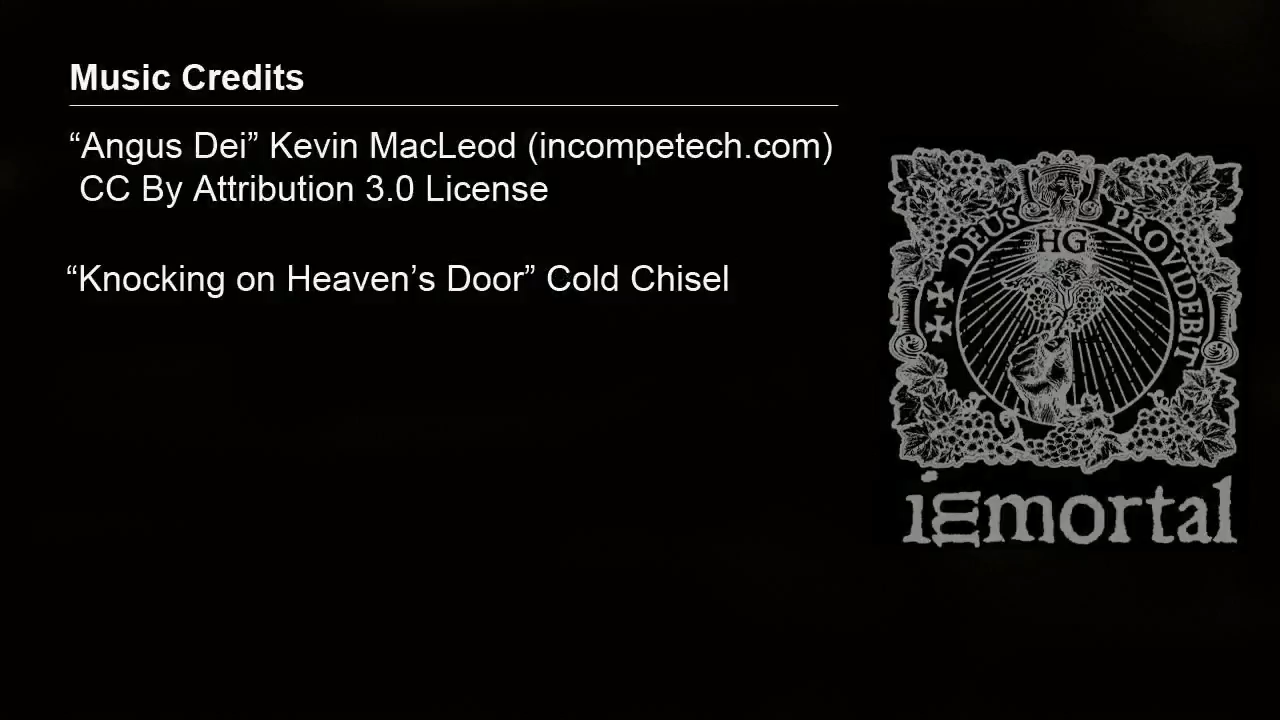 Music Credits
“Angus Dei” Kevin MacLeod (incompetech.com)
CC By Attribution 3.0 License
“Knocking on Heaven’s Door” Cold Chisel
DEUS PROVIDEBIT
HG
immortal